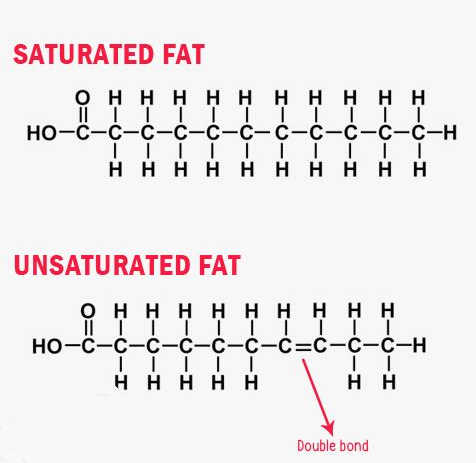 SATURATED FAT
O H H H H H H H H H H
HO–C–C–C–C–C–C–C–C–C–C–C–H
H H H H H H H H H H
UNSATURATED FAT
O H H H H H H H H H
HO–C–C–C–C–C–C–C=C–C–C–H
H H H H H H H
Double bond